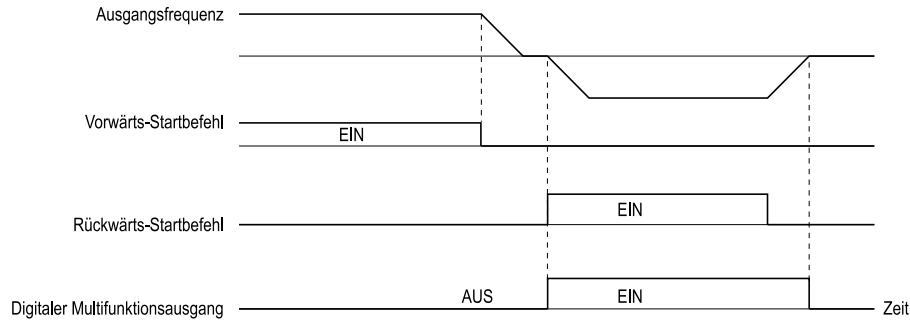 Ausgangsfrequenz
Vorwärts-Startbefehl
EIN
Rückwärts-Startbefehl
EIN
Digitaler Multifunktionsausgang
AUS
EIN
Zeit